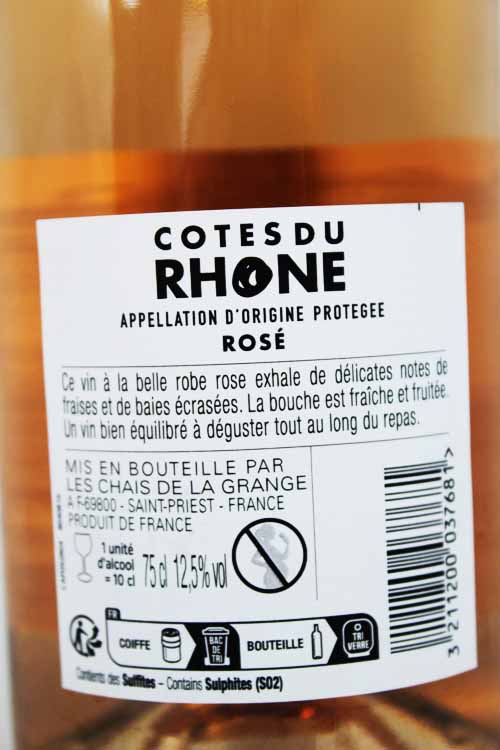 COTES DU
RHONE
APPELLATION D'ORIGINE PROTEGEE
ROSÉ
Ce vin à la belle robe rose exhale de délicates notes de
fraises et de baies écrasées. La bouche est fraîche et fruitée.
Un vin bien équilibré à déguster tout au long du repas.
MIS EN BOUTEILLE PAR
LES CHAIS DE LA GRANGE
A F-69800 - SAINT-PRIEST - FRANCE
PRODUIT DE FRANCE
1 unité
d'alcool
= 10 cl
75 cl 12,5% vol
3 211200 037681 >
FR
COIFFE
BAC
DE
TRI
BOUTEILLE
TRI
VERRE
Contients des Sulfites - Contains Sulphites (SO2)